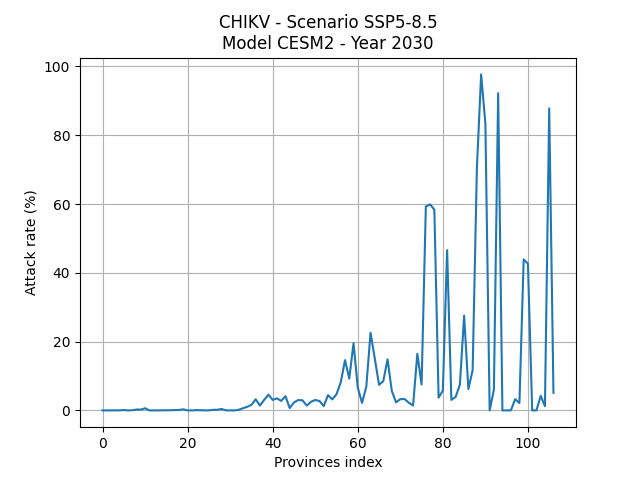 CHIKV - Scenario SSP5-8.5
Model CESM2 - Year 2030
100
80
60
40
20
0
Attack rate (%)
0 20 40 60 80 100
Provinces index